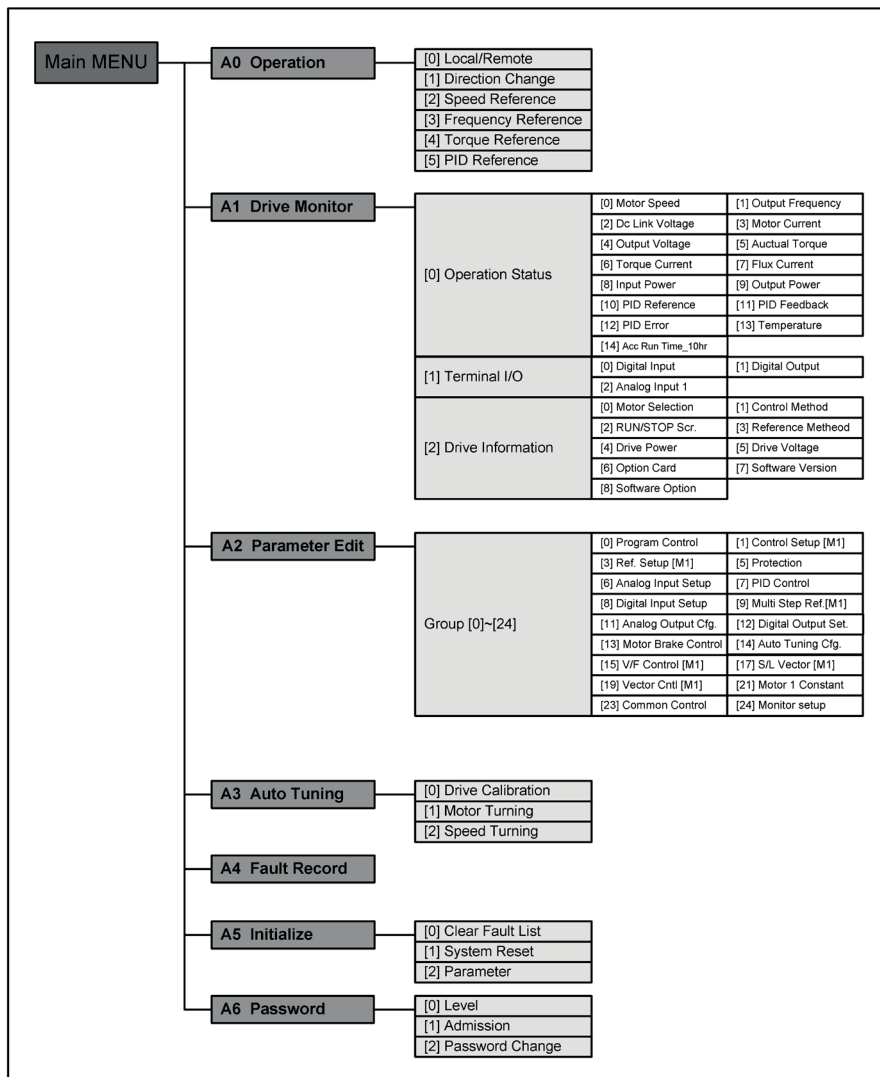 Main MENU
A0 Operation
[0] Local/Remote
[1] Direction Change
[2] Speed Reference
[3] Frequency Reference
[4] Torque Reference
[5] PID Reference
A1 Drive Monitor
[0] Operation Status
[0] Motor Speed
[1] Output Frequency
[2] Dc Link Voltage
[3] Motor Current
[4] Output Voltage
[5] Auctual Torque
[6] Torque Current
[7] Flux Current
[8] Input Power
[9] Output Power
[10] PID Reference
[11] PID Feedback
[12] PID Error
[13] Temperature
[14] Acc Run Time_10hr
[1] Terminal I/O
[0] Digital Input
[1] Digital Output
[2] Analog Input 1
[2] Drive Information
[0] Motor Selection
[1] Control Method
[2] RUN/STOP Scr.
[3] Reference Metheod
[4] Drive Power
[5] Drive Voltage
[6] Option Card
[7] Software Version
[8] Software Option
A2 Parameter Edit
Group [0]~[24]
[0] Program Control
[1] Control Setup [M1]
[3] Ref. Setup [M1]
[5] Protection
[6] Analog Input Setup
[7] PID Control
[8] Digital Input Setup
[9] Multi Step Ref.[M1]
[11] Analog Output Cfg.
[12] Digital Output Set.
[13] Motor Brake Control
[14] Auto Tuning Cfg.
[15] V/F Control [M1]
[17] S/L Vector [M1]
[19] Vector Cntl [M1]
[21] Motor 1 Constant
[23] Common Control
[24] Monitor setup
A3 Auto Tuning
[0] Drive Calibration
[1] Motor Turning
[2] Speed Turning
A4 Fault Record
A5 Initialize
[0] Clear Fault List
[1] System Reset
[2] Parameter
A6 Password
[0] Level
[1] Admission
[2] Password Change